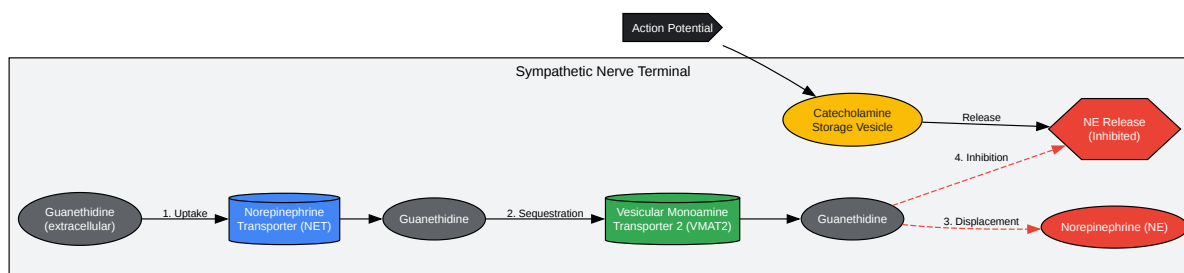 Action Potential
Sympathetic Nerve Terminal
Catecholamine
Storage Vesicle
Release
NE Release
(Inhibited)
4. Inhibition
Guanethidine
(extracellular)
1. Uptake
Norepinephrine
Transporter (NET)
Guanethidine
2. Sequestration
Vesicular Monoamine
Transporter 2 (VMAT2)
Guanethidine
3. Displacement
Norepinephrine (NE)